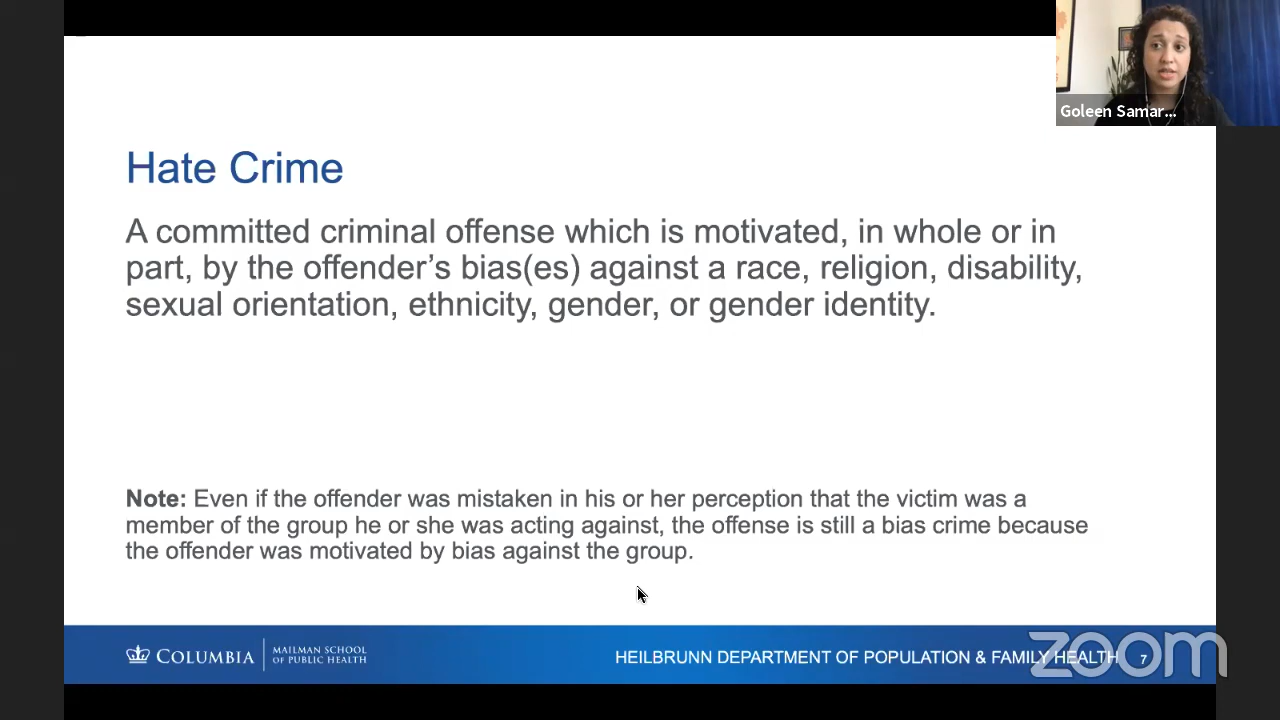 Goleen Samar...
Hate Crime
A committed criminal offense which is motivated, in whole or in
part, by the offender’s bias(es) against a race, religion, disability,
sexual orientation, ethnicity, gender, or gender identity.
Note: Even if the offender was mistaken in his or her perception that the victim was a
member of the group he or she was acting against, the offense is still a bias crime because
the offender was motivated by bias against the group.
COLUMBIA
MAILMAN SCHOOL
OF PUBLIC HEALTH
HEILBRUNN DEPARTMENT OF POPULATION & FAMILY HEALTH
7
zoom